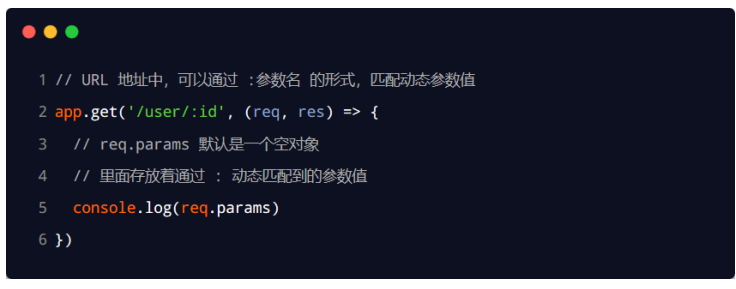 1 // URL 地址中，可以通过 :参数名 的形式，匹配动态参数值
2 app.get('/user/:id', (req, res) => {
3   // req.params 默认是一个空对象
4   // 里面存放着通过 : 动态匹配到的参数值
5   console.log(req.params)
6 })